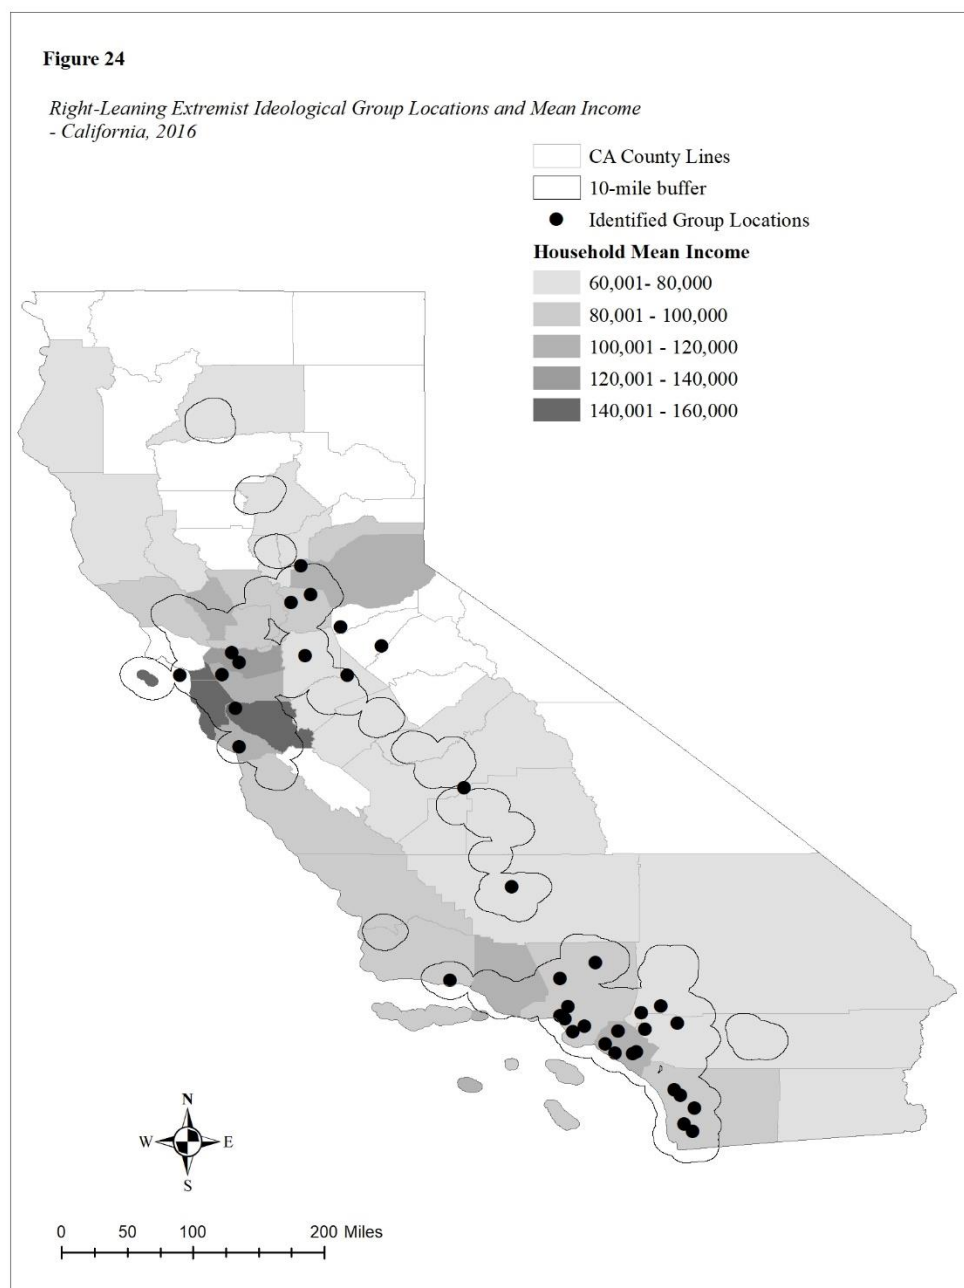 Figure 24
Right-Leaning Extremist Ideological Group Locations and Mean Income
- California, 2016
CA County Lines
10-mile buffer
Identified Group Locations
Household Mean Income
60,001- 80,000
80,001 - 100,000
100,001 - 120,000
120,001 - 140,000
140,001 - 160,000
N
W E
S
0 50 100 200 Miles